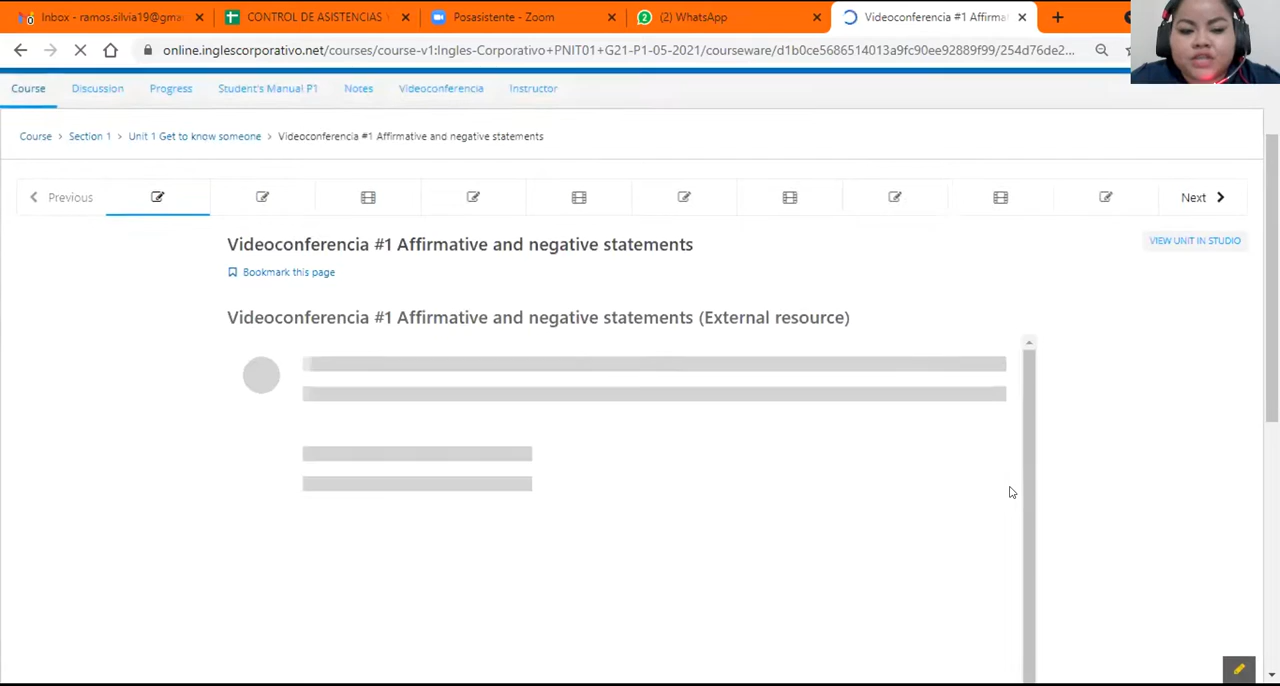 Inbox - ramos.silvia19@gma
CONTROL DE ASISTENCIAS
Posasistente - Zoom
(2) WhatsApp
Videoconferencia #1 Affirma
online.inglescorporativo.net/courses/course-v1:Ingles-Corporativo+PNIT01+G21-P1-05-2021/courseware/d1b0ce5686514013a9fc90ee92889f99/254d76de2...
Course
Discussion
Progress
Student's Manual P1
Notes
Videoconferencia
Instructor
Course > Section 1 > Unit 1 Get to know someone > Videoconferencia #1 Affirmative and negative statements
Previous
Next
Videoconferencia #1 Affirmative and negative statements
VIEW UNIT IN STUDIO
Bookmark this page
Videoconferencia #1 Affirmative and negative statements (External resource)